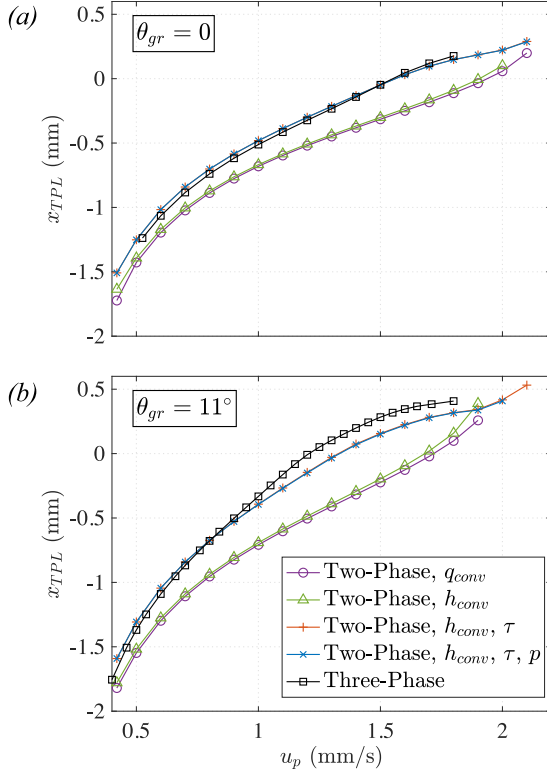 (a)
θgr = 0
0.5
0
-0.5
-1
-1.5
-2
xTPL (mm)
(b)
θgr = 11°
0.5
0
-0.5
-1
-1.5
-2
xTPL (mm)
Two-Phase, qconv
Two-Phase, hconv
Two-Phase, hconv, τ
Two-Phase, hconv, τ, p
Three-Phase
0.5 1 1.5 2
up (mm/s)